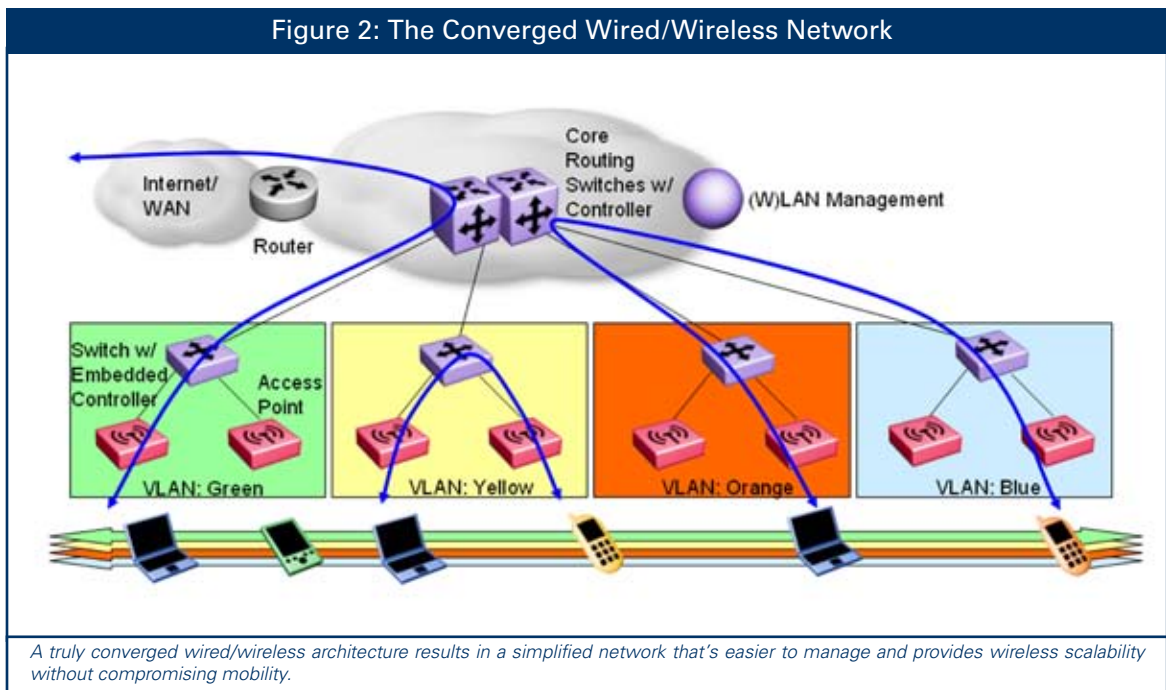 Figure 2: The Converged Wired/Wireless Network
Core
Routing
Switches w/
Controller
Internet/
WAN
(W)LAN Management
Router
Switch w/
Embedded
Controller
Access
Point
VLAN: Green
VLAN: Yellow
VLAN: Orange
VLAN: Blue
A truly converged wired/wireless architecture results in a simplified network that's easier to manage and provides wireless scalability
without compromising mobility.